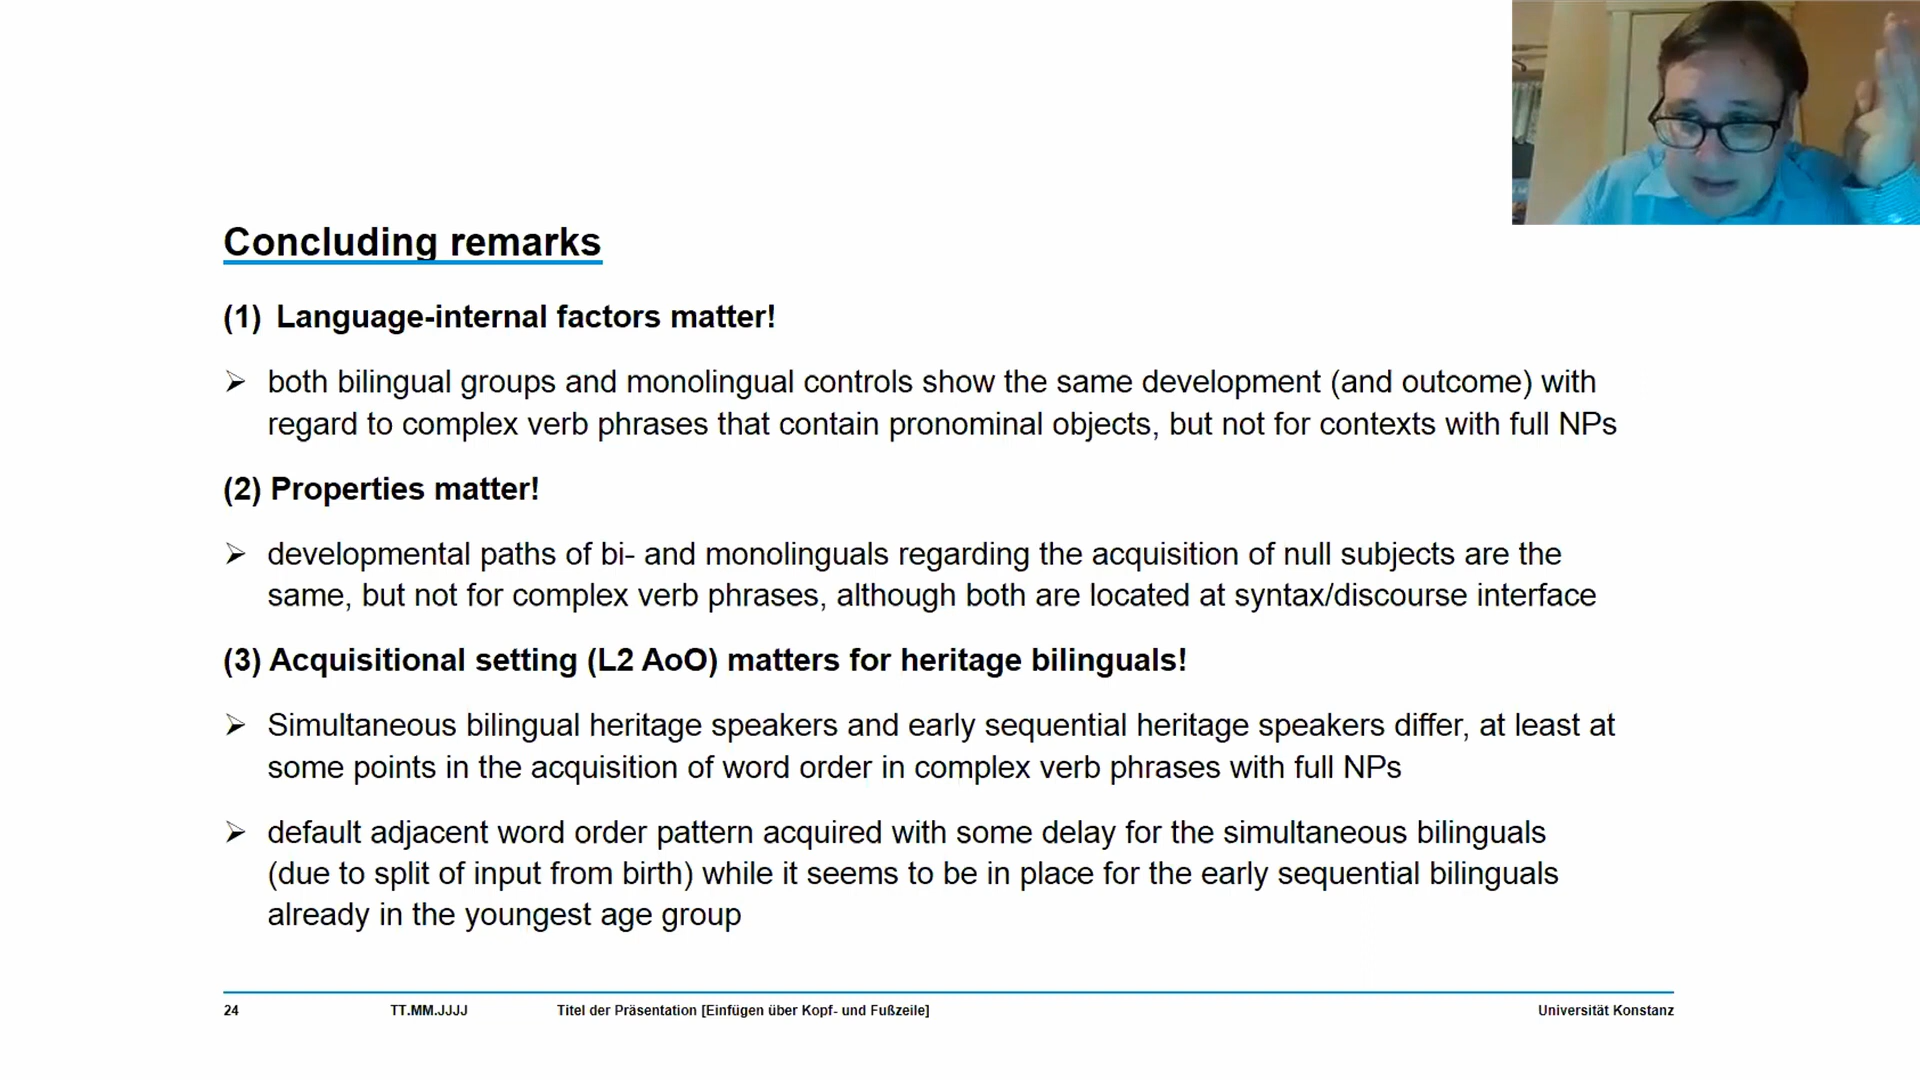 Concluding remarks
(1) Language-internal factors matter!
➢ both bilingual groups and monolingual controls show the same development (and outcome) with
regard to complex verb phrases that contain pronominal objects, but not for contexts with full NPs
(2) Properties matter!
➢ developmental paths of bi- and monolinguals regarding the acquisition of null subjects are the
same, but not for complex verb phrases, although both are located at syntax/discourse interface
(3) Acquisitional setting (L2 AoO) matters for heritage bilinguals!
➢ Simultaneous bilingual heritage speakers and early sequential heritage speakers differ, at least at
some points in the acquisition of word order in complex verb phrases with full NPs
➢ default adjacent word order pattern acquired with some delay for the simultaneous bilinguals
(due to split of input from birth) while it seems to be in place for the early sequential bilinguals
already in the youngest age group
24 TT.MM.JJJJ Titel der Präsentation [Einfügen über Kopf- und Fußzeile] Universität Konstanz